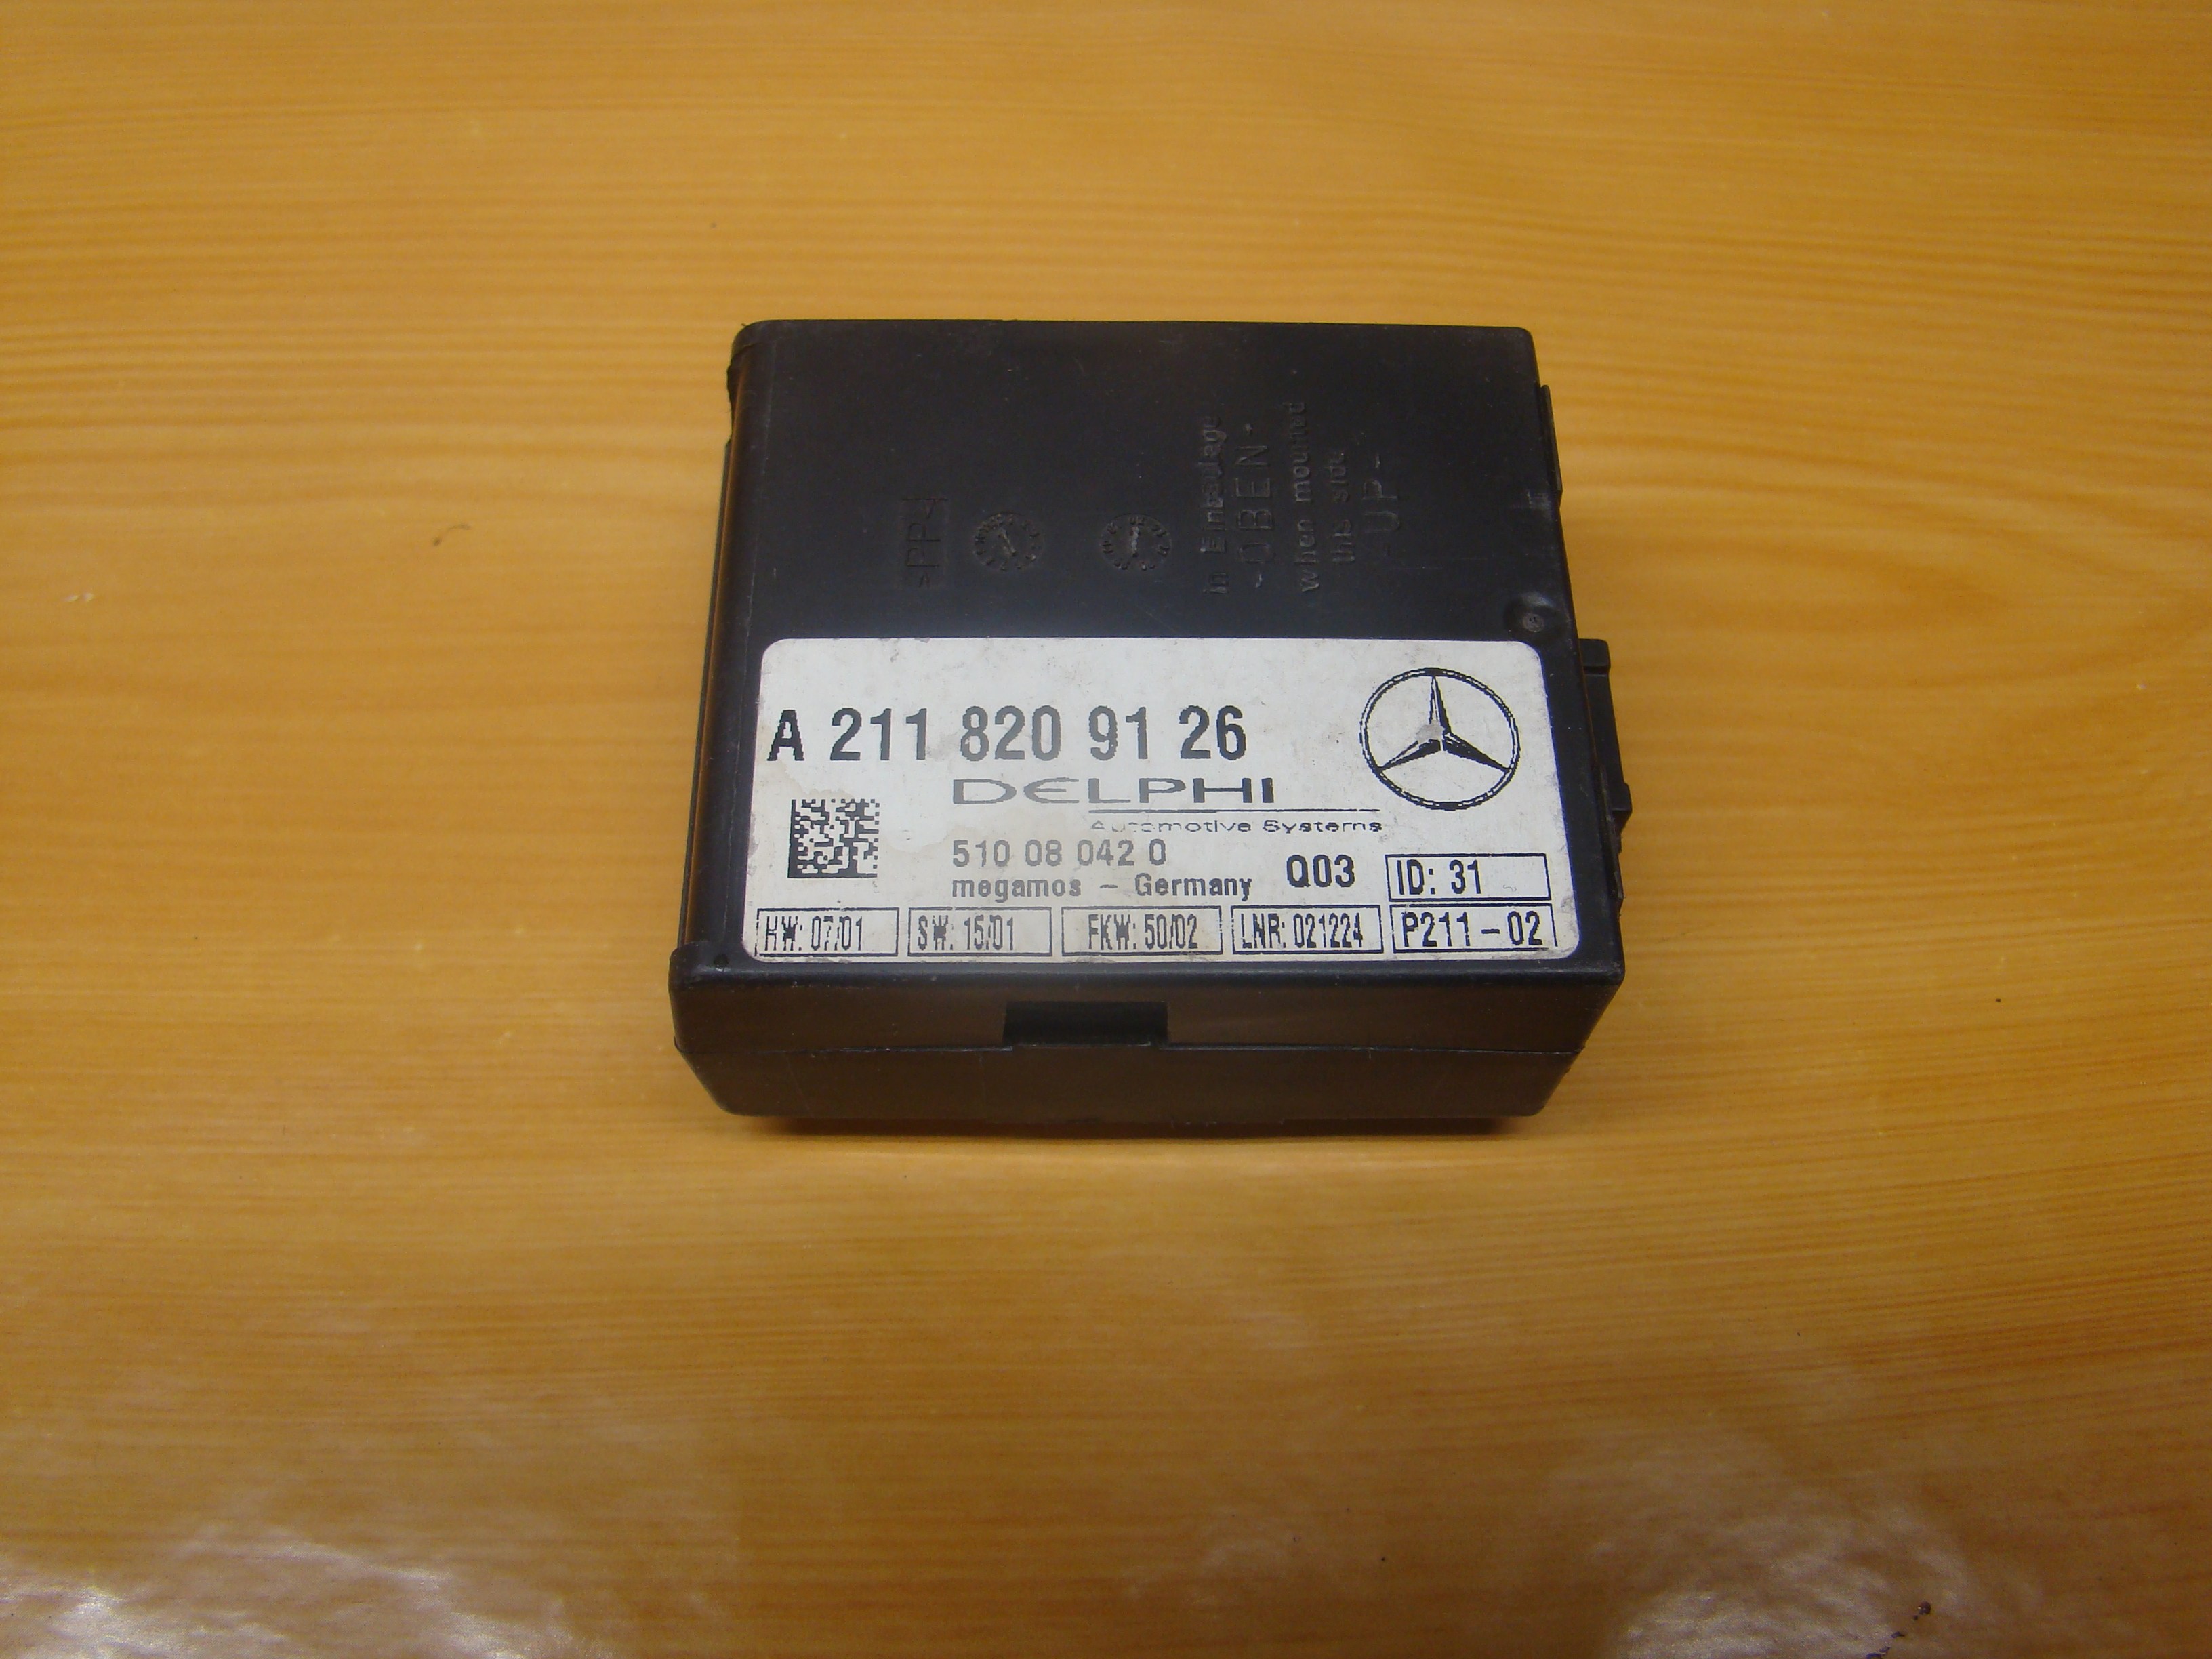 in Einbaulage
-OBEN-
when mounted
this side
-UP-
>PP<
A 211 820 91 26
DELPHI
Automotive Systems
510 08 042 0
megamos - Germany Q03 ID: 31
HW: 07/01 SW: 15/01 FKW: 50/02 LNR: 021224 P211-02